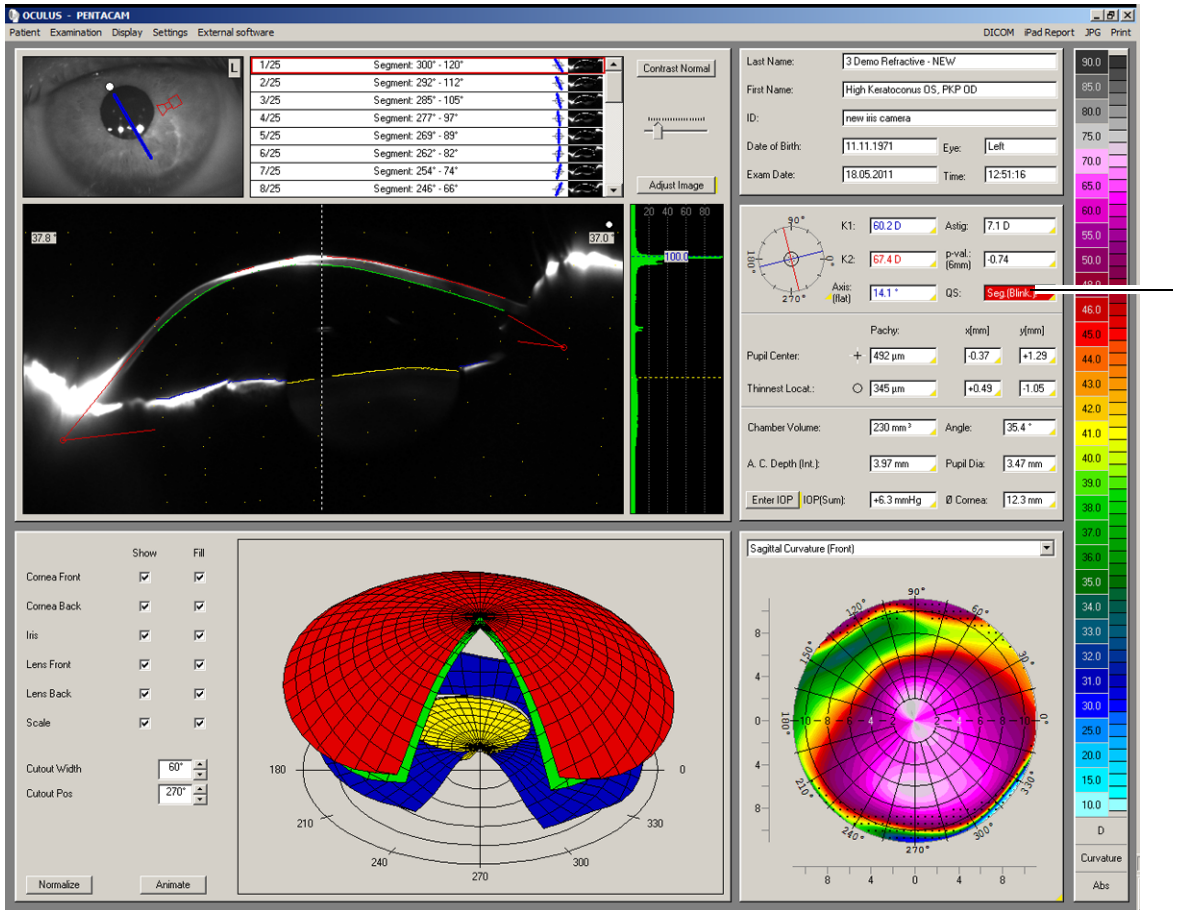 OCULUS - PENTACAM
Patient Examination Display Settings External software DICOM iPad Report JPG Print
L
1/25 Segment: 300° - 120°
2/25 Segment: 292° - 112°
3/25 Segment: 285° - 105°
4/25 Segment: 277° - 97°
5/25 Segment: 269° - 89°
6/25 Segment: 262° - 82°
7/25 Segment: 254° - 74°
8/25 Segment: 246° - 66°
Contrast Normal
Adjust Image
37.8 °
37.0 °
20 40 60 80
100.0
Last Name: 3 Demo Refractive - NEW
First Name: High Keratoconus OS, PKP OD
ID: new iris camera
Date of Birth: 11.11.1971 Eye: Left
Exam Date: 18.05.2011 Time: 12:51:16
90°
180°
0°
270°
K1: 60.2 D Astig: 7.1 D
K2: 67.4 D p-val.: (6mm) -0.74
Axis: (flat) 14.1 ° QS: Seg.(Blink.)!
Pachy: x[mm] y[mm]
Pupil Center: + 492 µm -0.37 +1.29
Thinnest Locat.: O 345 µm +0.49 -1.05
Chamber Volume: 230 mm³ Angle: 35.4 °
A. C. Depth (Int.): 3.97 mm Pupil Dia: 3.47 mm
Enter IOP IOP(Sum): +6.3 mmHg Ø Cornea: 12.3 mm
Show Fill
Cornea Front
Cornea Back
Iris
Lens Front
Lens Back
Scale
Cutout Width 60°
Cutout Pos 270°
Normalize Animate
180
0
210
330
240
300
270
Sagittal Curvature (Front)
90°
120°
60°
150°
30°
180°
0°
210°
330°
240°
300°
270°
8
4
0
4
8
10 8 6 4 2 4 6 8 10
8 4 0 4 8
90.0
85.0
80.0
75.0
70.0
65.0
60.0
55.0
50.0
48.0
46.0
45.0
44.0
43.0
42.0
41.0
40.0
39.0
38.0
37.0
36.0
35.0
34.0
33.0
32.0
31.0
30.0
25.0
20.0
15.0
10.0
D
Curvature
Abs